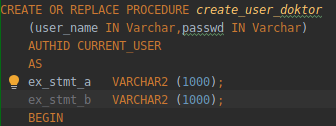 CREATE OR REPLACE PROCEDURE create_user_doktor
(user_name IN Varchar,passwd IN Varchar)
AUTHID CURRENT_USER
AS
ex_stmt_a VARCHAR2 (1000);
ex_stmt_b VARCHAR2 (1000);
BEGIN